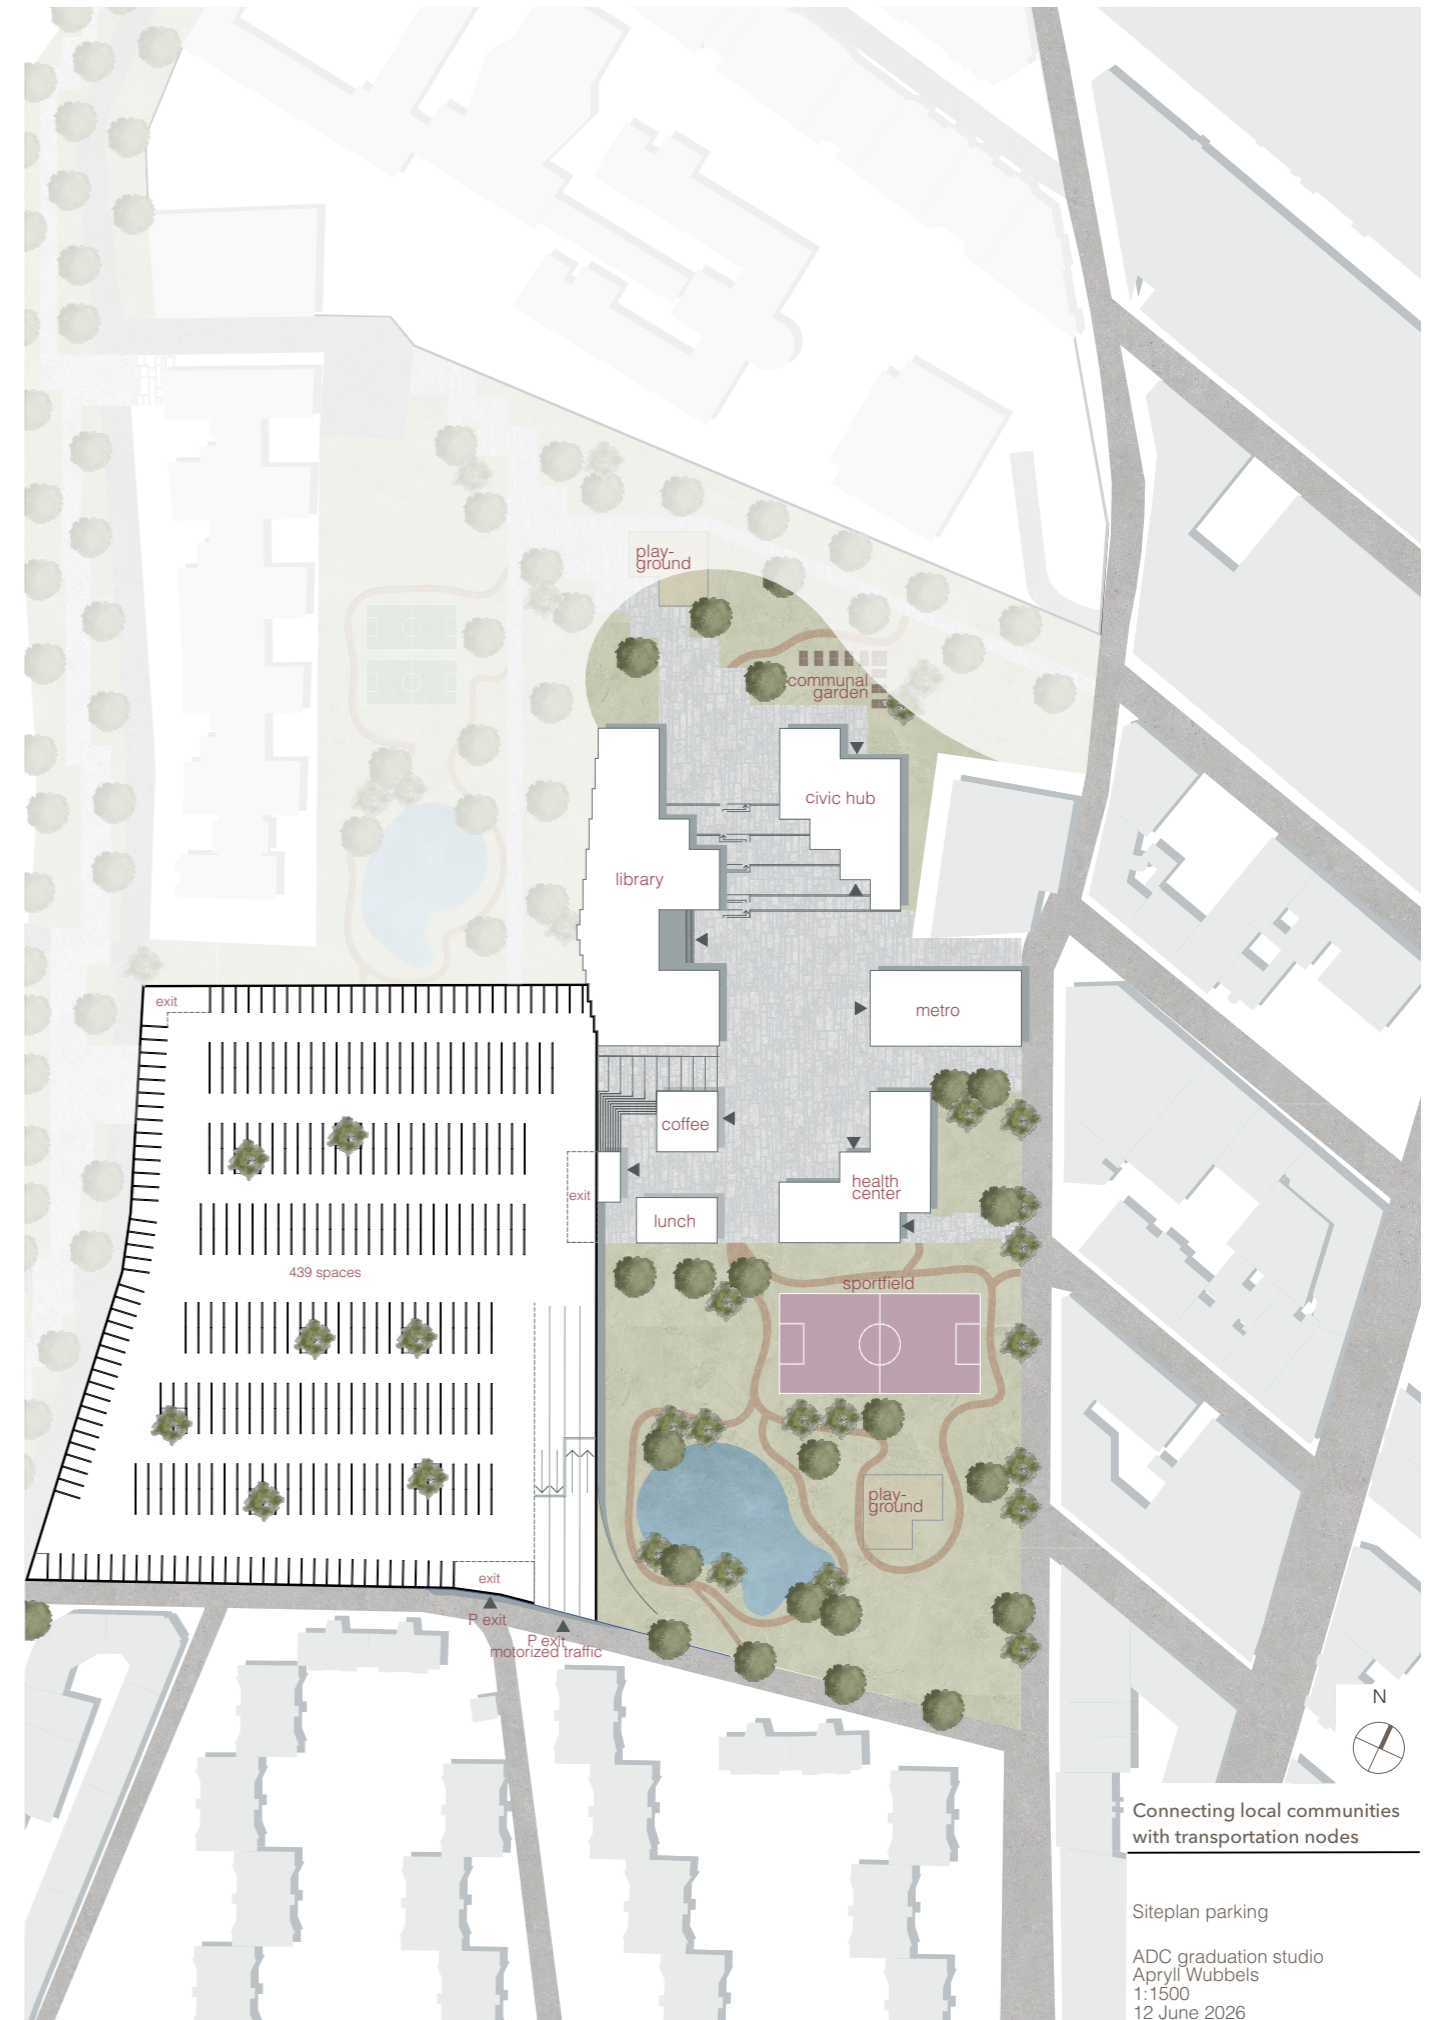 play-
ground
communal
garden
civic hub
library
exit
metro
coffee
health
center
exit
lunch
439 spaces
sportfield
play-
ground
exit
P exit
P exit
motorized traffic
N
Connecting local communities
with transportation nodes
Siteplan parking
ADC graduation studio
Apryll Wubbels
1:1500
12 June 2026